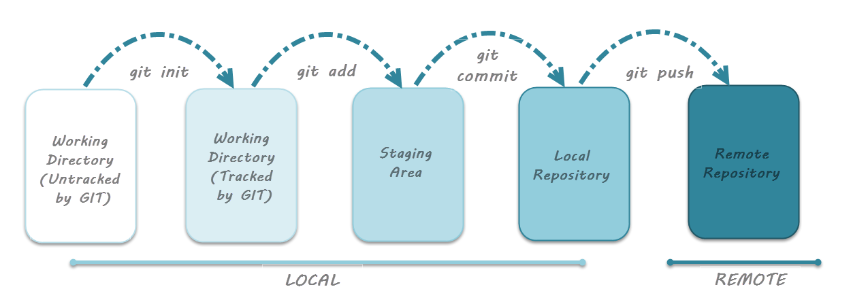 git init
git add
git
commit
git push
Working
Directory
(Untracked
by GIT)
Working
Directory
(Tracked
by GIT)
Staging
Area
Local
Repository
Remote
Repository
LOCAL
REMOTE